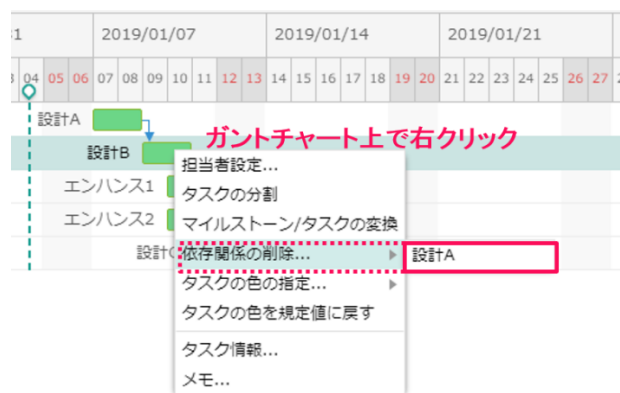 31 2019/01/07 2019/01/14 2019/01/21
3 04 05 06 07 08 09 10 11 12 13 14 15 16 17 18 19 20 21 22 23 24 25 26 27 2
設計A
ガントチャート上で右クリック
設計B
担当者設定...
エンハンス1
タスクの分割
エンハンス2
マイルストーン/タスクの変換
設計C
依存関係の削除...
設計A
タスクの色の指定...
タスクの色を規定値に戻す
タスク情報...
メモ...